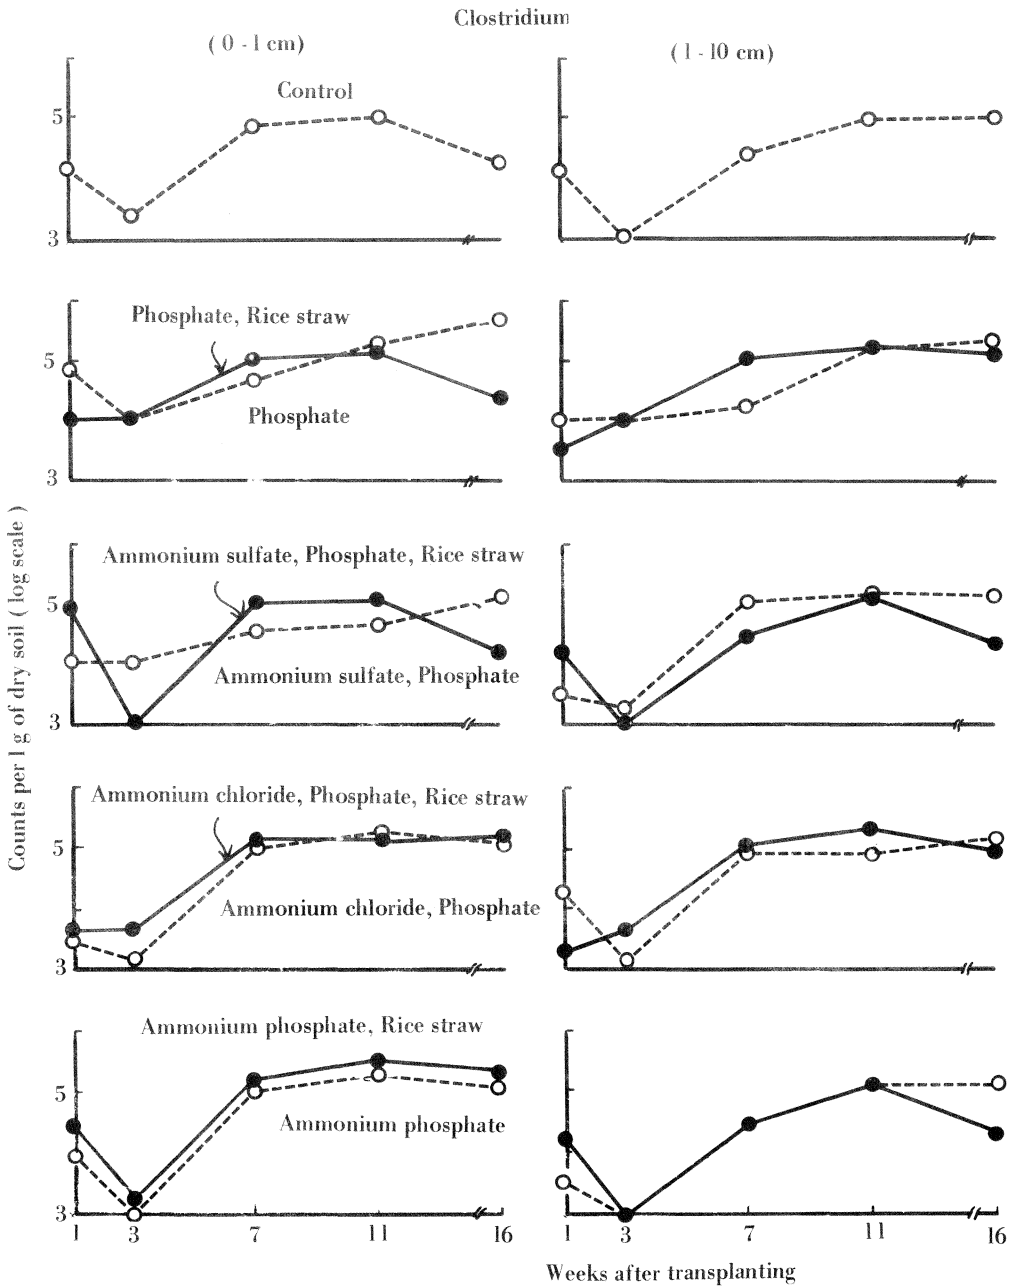 Clostridium
( 0 - 1 cm)
( 1 - 10 cm)
Control
5
3
Phosphate, Rice straw
5
Phosphate
3
Counts per 1 g of dry soil ( log scale )
Ammonium sulfate, Phosphate, Rice straw
5
Ammonium sulfate, Phosphate
3
Ammonium chloride, Phosphate, Rice straw
5
Ammonium chloride, Phosphate
3
Ammonium phosphate, Rice straw
5
Ammonium phosphate
3
1 3 7 11 16 1 3 7 11 16
Weeks after transplanting